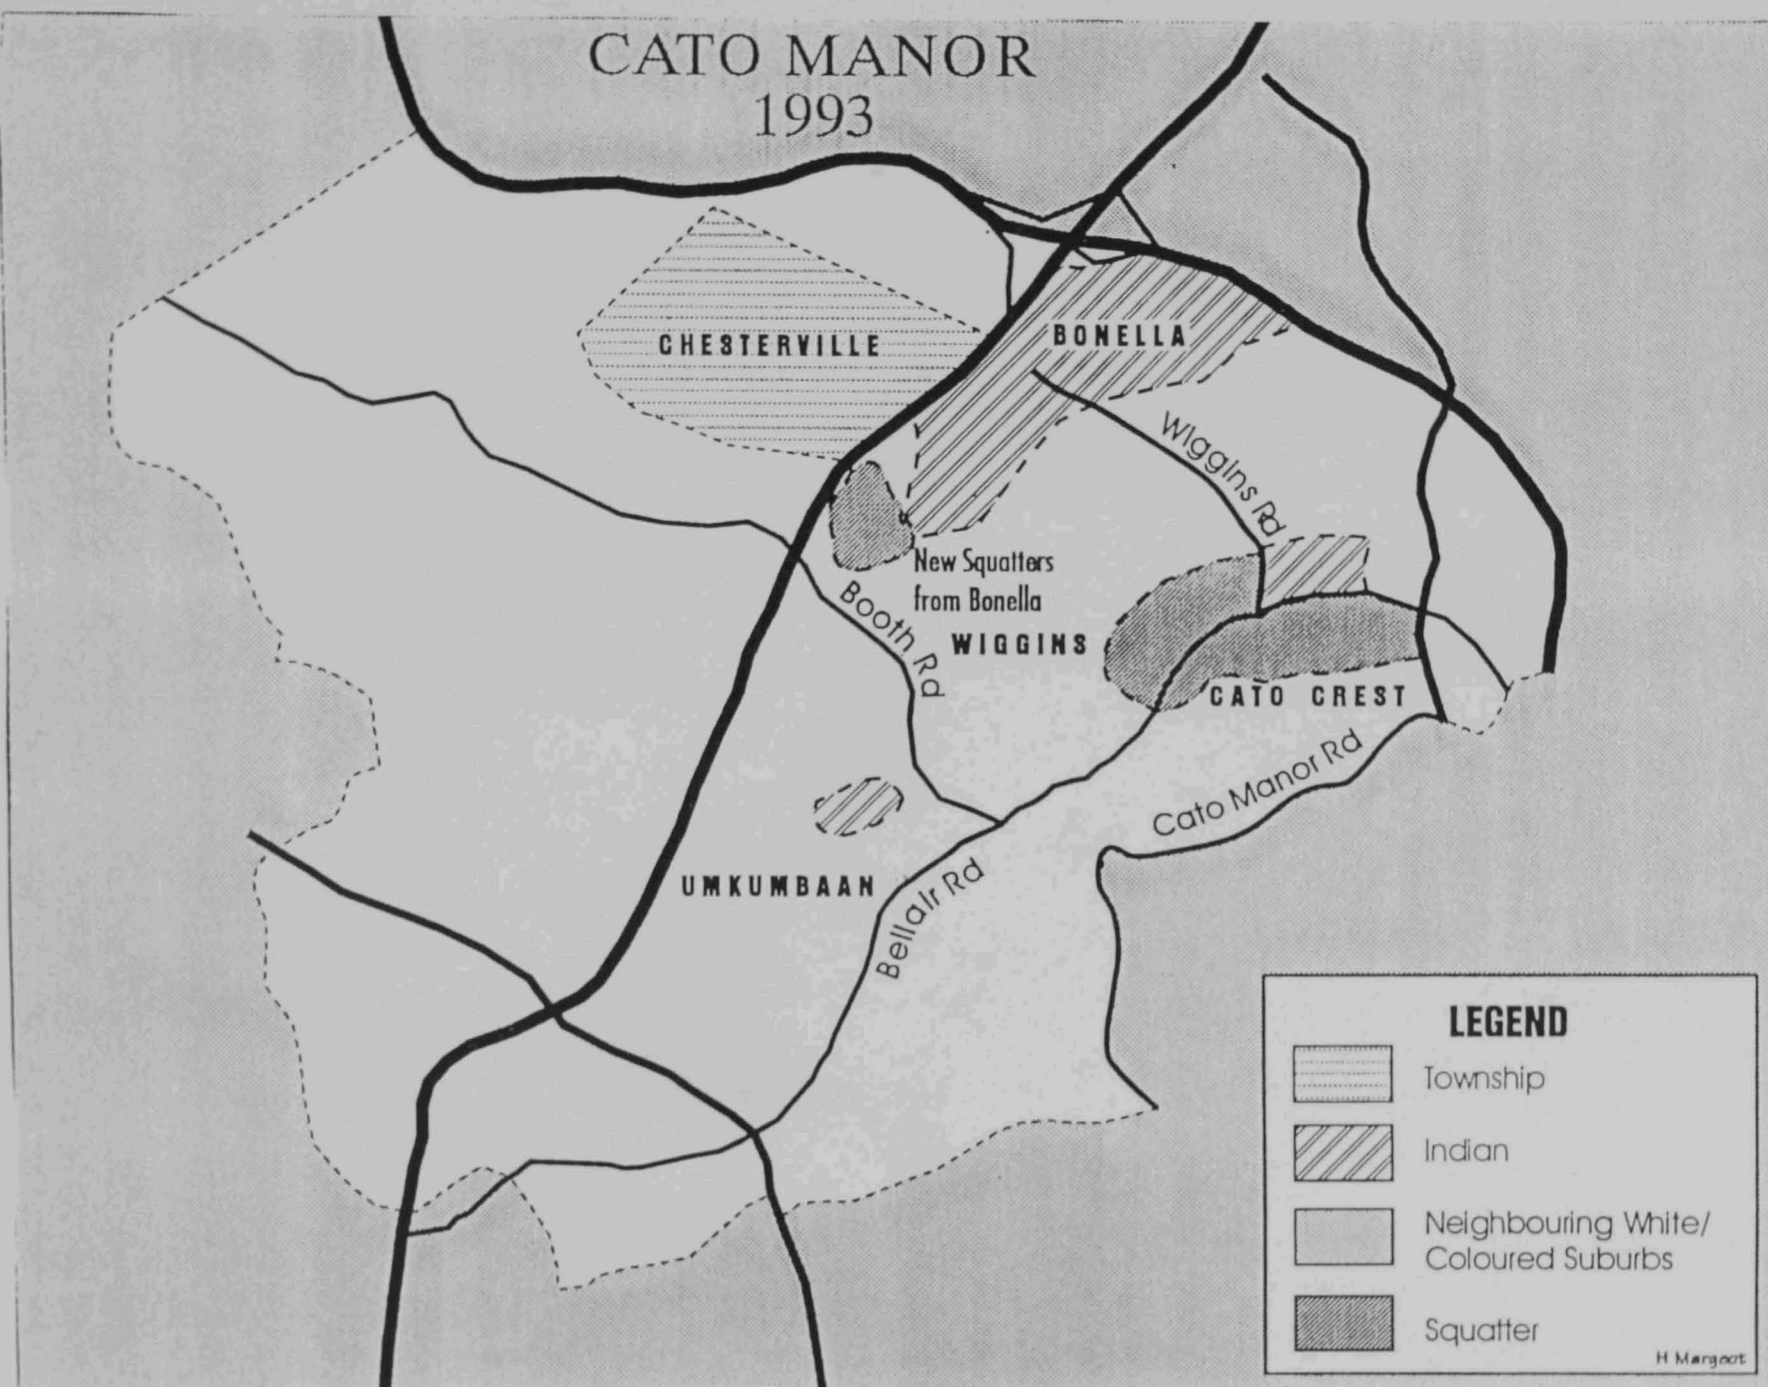 CATO MANOR
1993
CHESTERVILLE
BONELLA
Wiggins Rd
New Squatters
from Bonella
Booth Rd
WIGGINS
CATO CREST
Cato Manor Rd
UMKUMBAAN
Bellair Rd
LEGEND
Township
Indian
Neighbouring White/
Coloured Suburbs
Squatter
H Margoot